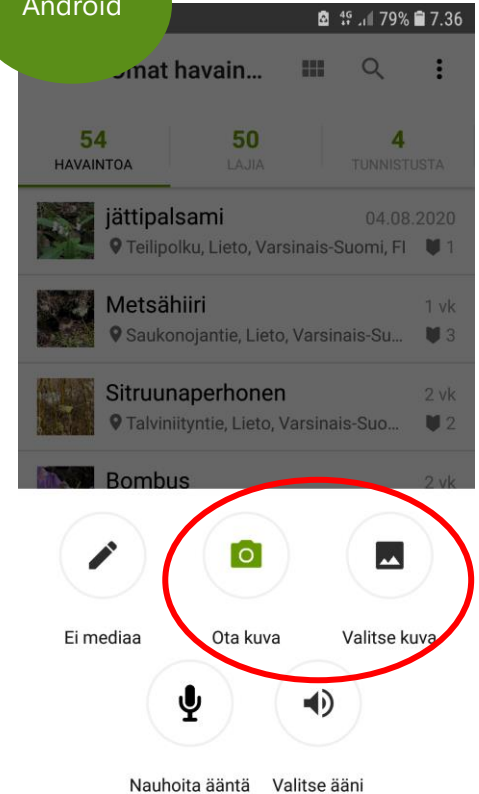 Android
4G 79% 7.36
Omat havain...
54 50 4
HAVAINTOA LAJIA TUNNISTUSTA
jättipalsami 04.08.2020
Teilipolku, Lieto, Varsinais-Suomi, FI 1
Metsähiiri 1 vk
Saukonojantie, Lieto, Varsinais-Su... 3
Sitruunaperhonen 2 vk
Talviniityntie, Lieto, Varsinais-Suo... 2
Bombus 2 vk
Ei mediaa Ota kuva Valitse kuva
Nauhoita ääntä Valitse ääni